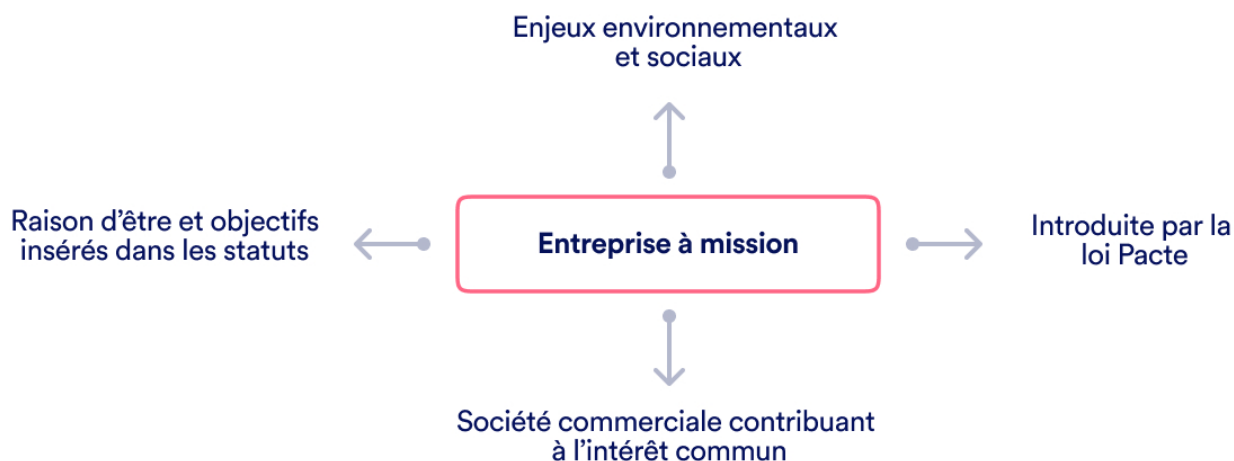 Enjeux environnementaux
et sociaux
Raison d’être et objectifs
insérés dans les statuts
Entreprise à mission
Introduite par la
loi Pacte
Société commerciale contribuant
à l’intérêt commun